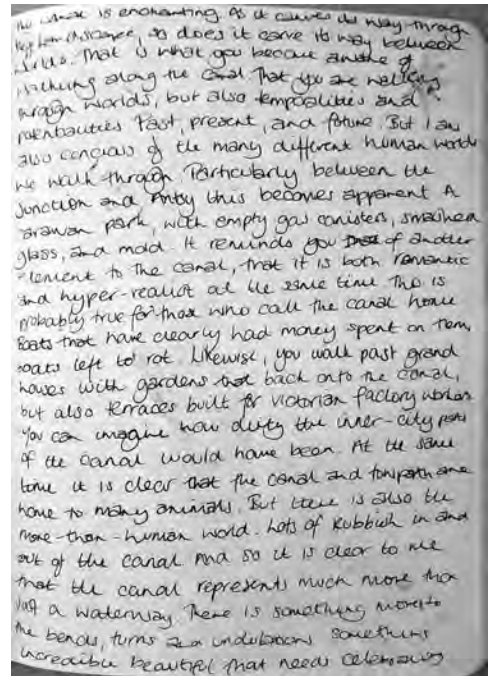 is enchanting. As it carves its way through
so does it carve its way between
worlds. That is what you become aware of
walking along the canal that you are walking
through worlds, but also temporalities and
potentialities Past, present, and future. But I am
also concious of the many different human worlds
we walk through Particularly between the
Junction and this becomes apparent A
park, with empty gas canisters, smashed
glass, and mold. It reminds you of another
element to the canal, that it is both romantic
and hyper-realist at the same time This is
probably true for those who call the canal home
Boats that have clearly had money spent on them,
boats left to rot. Likewise, you walk past grand
houses with gardens that back onto the canal,
but also terraces built for victorian factory workers
You can imagine how dirty the inner-city parts
of the canal would have been. At the same
time it is clear that the canal and towpath are
home to many animals. But there is also the
more-than-human world. Lots of Rubbish in and
out of the canal And so it is clear to me
that the canal represents much more than
just a waterway. There is something more to
the bends, turns and something
incredible beautiful that needs celebrating